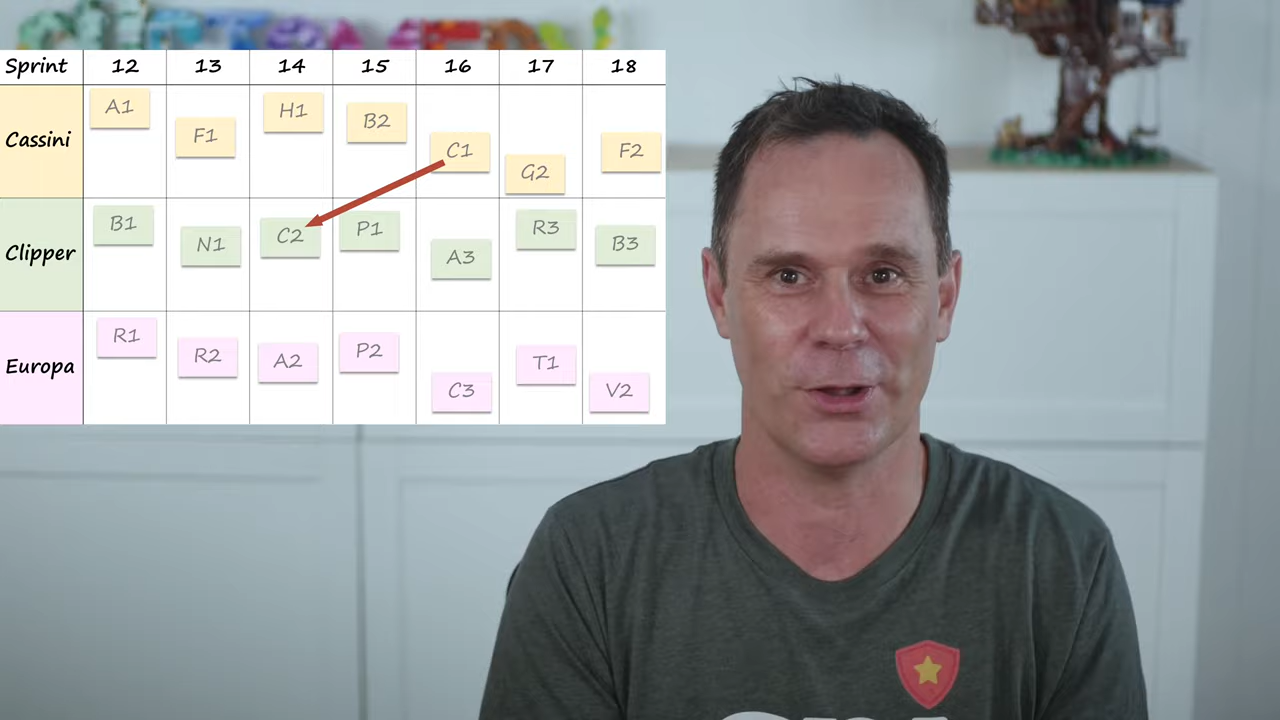 Sprint 12 13 14 15 16 17 18
Cassini A1 F1 H1 B2 C1 G2 F2
Clipper B1 N1 C2 P1 A3 R3 B3
Europa R1 R2 A2 P2 C3 T1 V2